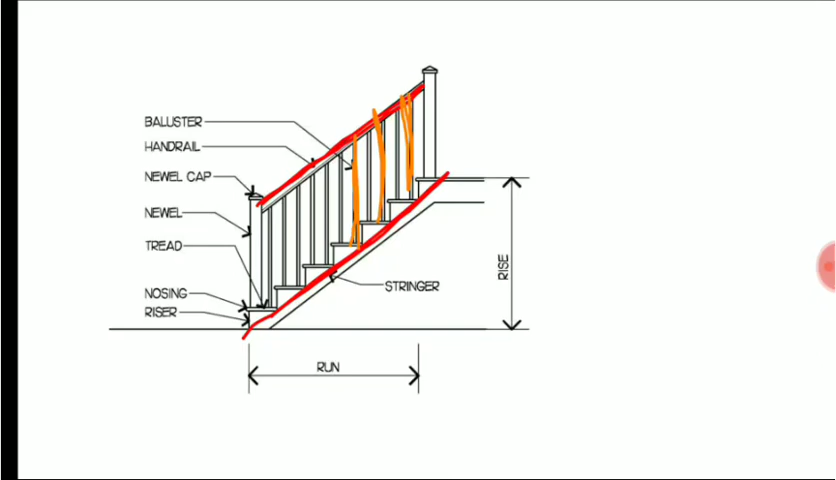 BALUSTER
HANDRAIL
NEWEL CAP
NEWEL
TREAD
NOSING
RISER
STRINGER
RISE
RUN